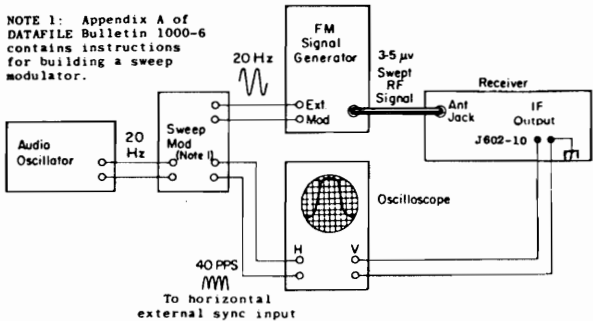 NOTE 1: Appendix A of
DATAFILE Bulletin 1000-6
contains instructions
for building a sweep
modulator.
FM
Signal
Generator
20 Hz
Ext.
Mod
3-5 μv
Swept
RF
Signal
Receiver
Ant
Jack
IF
Output
J602-10
Audio
Oscillator
20
Hz
Sweep
Mod
(Note 1)
Oscilloscope
H
V
40 PPS
To horizontal
external sync input